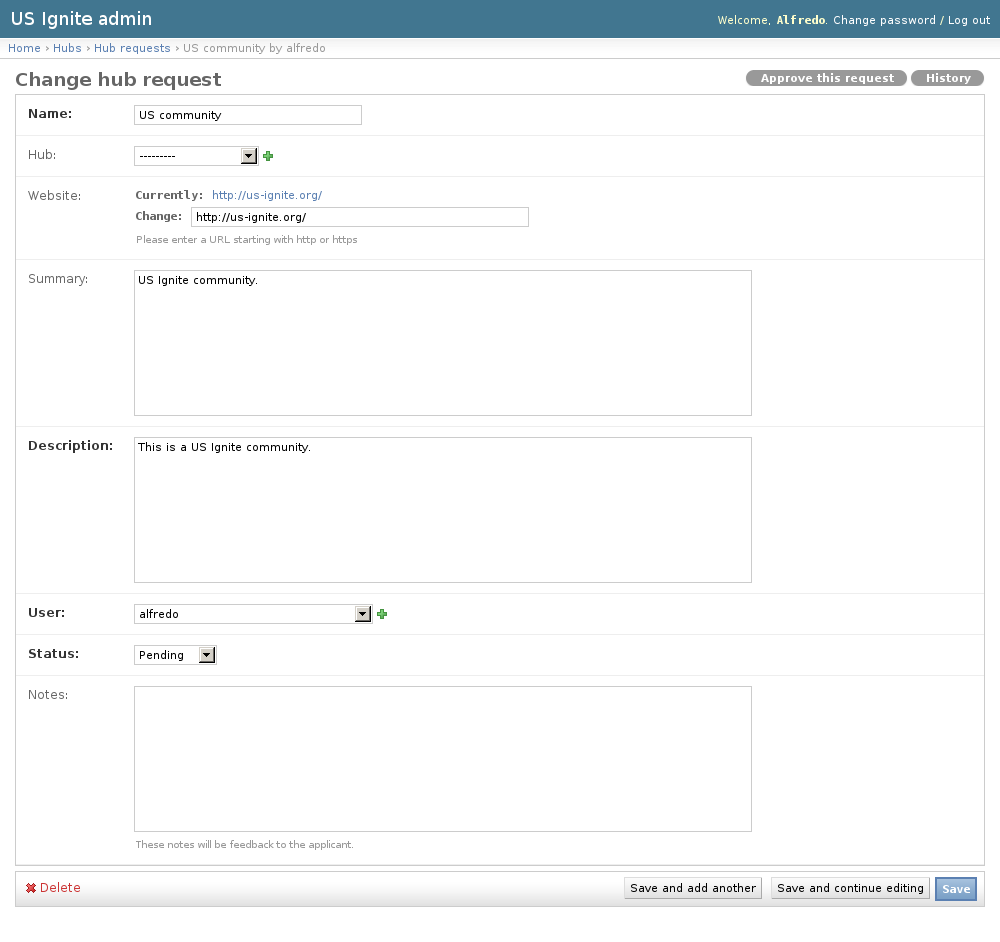 US Ignite admin
Welcome, Alfredo. Change password / Log out
Home › Hubs › Hub requests › US community by alfredo
Change hub request
Approve this request
History
Name:
US community
Hub:
---------
Website:
Currently: http://us-ignite.org/
Change: http://us-ignite.org/
Please enter a URL starting with http or https
Summary:
US Ignite community.
Description:
This is a US Ignite community.
User:
alfredo
Status:
Pending
Notes:
These notes will be feedback to the applicant.
Delete
Save and add another
Save and continue editing
Save